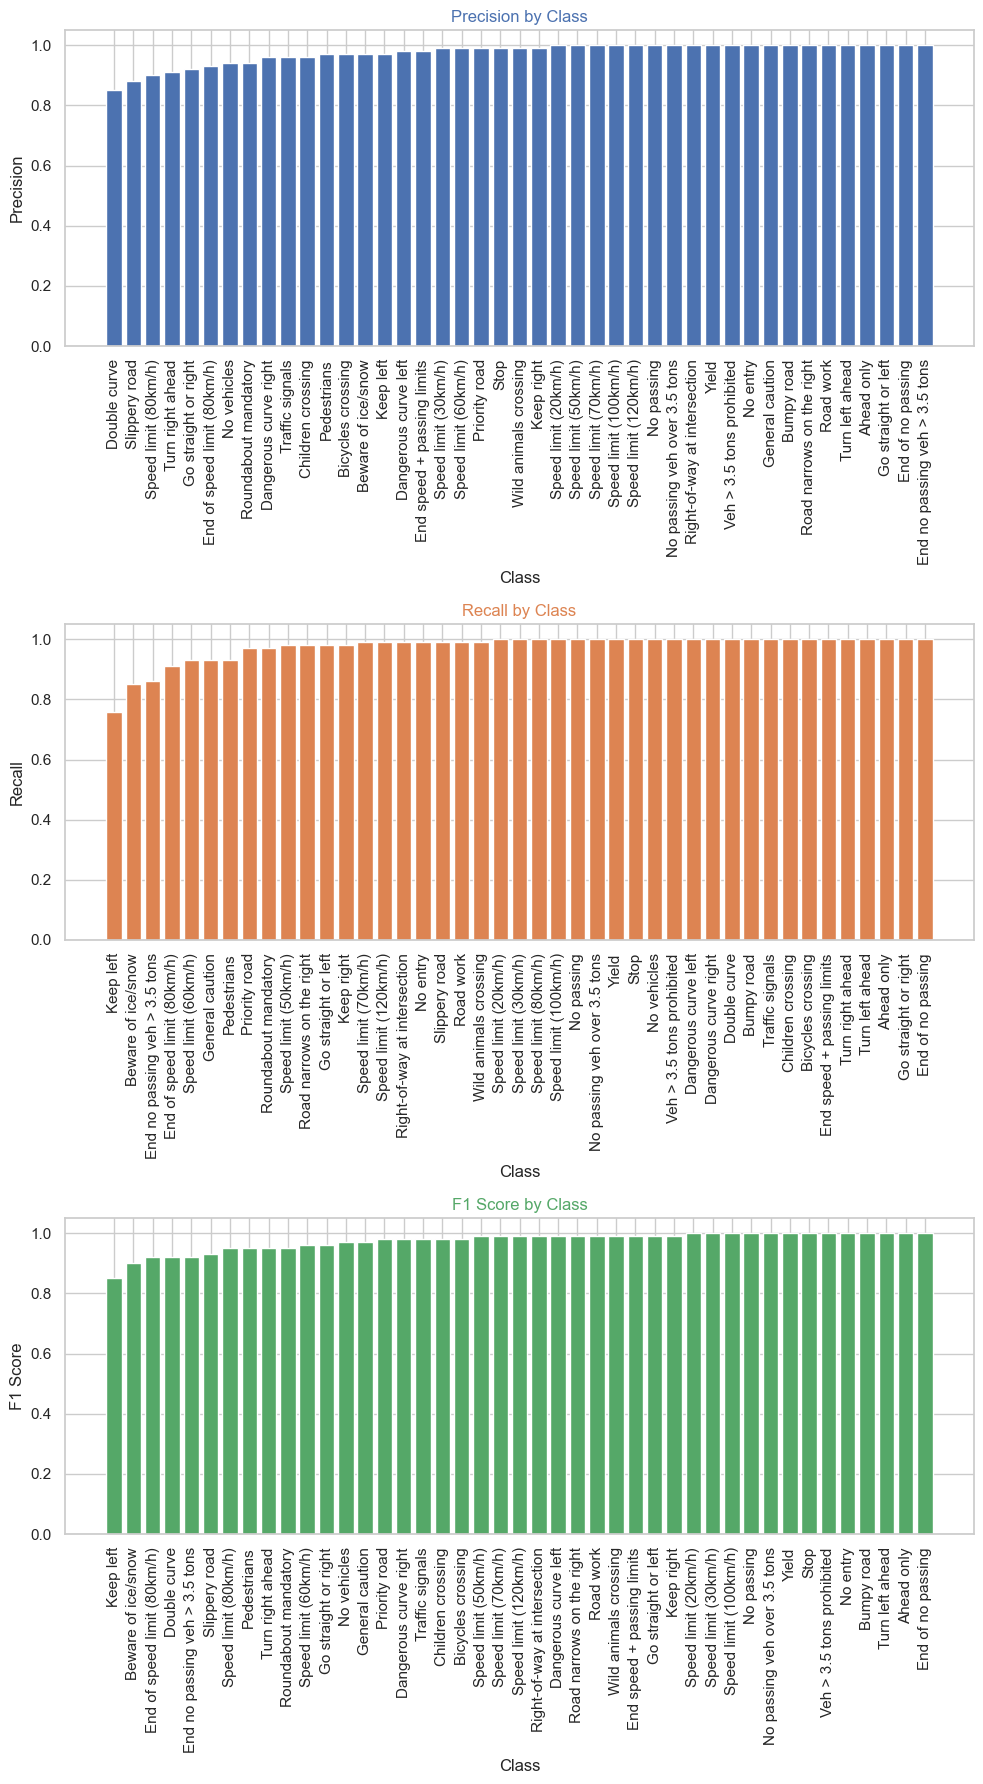 Precision by Class
1.0
0.8
0.6
0.4
0.2
0.0
Precision
Double curve
Slippery road
Speed limit (80km/h)
Turn right ahead
Go straight or right
End of speed limit (80km/h)
No vehicles
Roundabout mandatory
Dangerous curve right
Traffic signals
Children crossing
Pedestrians
Bicycles crossing
Beware of ice/snow
Keep left
Dangerous curve left
End speed + passing limits
Speed limit (30km/h)
Speed limit (60km/h)
Priority road
Stop
Wild animals crossing
Keep right
Speed limit (20km/h)
Speed limit (50km/h)
Speed limit (70km/h)
Speed limit (100km/h)
Speed limit (120km/h)
No passing
No passing veh over 3.5 tons
Right-of-way at intersection
Yield
Veh > 3.5 tons prohibited
No entry
General caution
Bumpy road
Road narrows on the right
Road work
Turn left ahead
Ahead only
Go straight or left
End of no passing
End no passing veh > 3.5 tons
Class
Recall by Class
1.0
0.8
0.6
0.4
0.2
0.0
Recall
Keep left
Beware of ice/snow
End no passing veh > 3.5 tons
End of speed limit (80km/h)
Speed limit (60km/h)
General caution
Pedestrians
Priority road
Roundabout mandatory
Speed limit (50km/h)
Road narrows on the right
Go straight or left
Keep right
Speed limit (70km/h)
Speed limit (120km/h)
Right-of-way at intersection
No entry
Slippery road
Road work
Wild animals crossing
Speed limit (20km/h)
Speed limit (30km/h)
Speed limit (80km/h)
Speed limit (100km/h)
No passing
No passing veh over 3.5 tons
Yield
Stop
No vehicles
Veh > 3.5 tons prohibited
Dangerous curve left
Dangerous curve right
Double curve
Bumpy road
Traffic signals
Children crossing
Bicycles crossing
End speed + passing limits
Turn right ahead
Turn left ahead
Ahead only
Go straight or right
End of no passing
Class
F1 Score by Class
1.0
0.8
0.6
0.4
0.2
0.0
F1 Score
Keep left
Beware of ice/snow
End of speed limit (80km/h)
Double curve
End no passing veh > 3.5 tons
Slippery road
Speed limit (80km/h)
Pedestrians
Turn right ahead
Roundabout mandatory
Speed limit (60km/h)
Go straight or right
No vehicles
General caution
Priority road
Dangerous curve right
Traffic signals
Children crossing
Bicycles crossing
Speed limit (50km/h)
Speed limit (70km/h)
Speed limit (120km/h)
Right-of-way at intersection
Dangerous curve left
Road narrows on the right
Road work
Wild animals crossing
End speed + passing limits
Go straight or left
Keep right
Speed limit (20km/h)
Speed limit (30km/h)
Speed limit (100km/h)
No passing
No passing veh over 3.5 tons
Yield
Stop
Veh > 3.5 tons prohibited
No entry
Bumpy road
Turn left ahead
Ahead only
End of no passing
Class